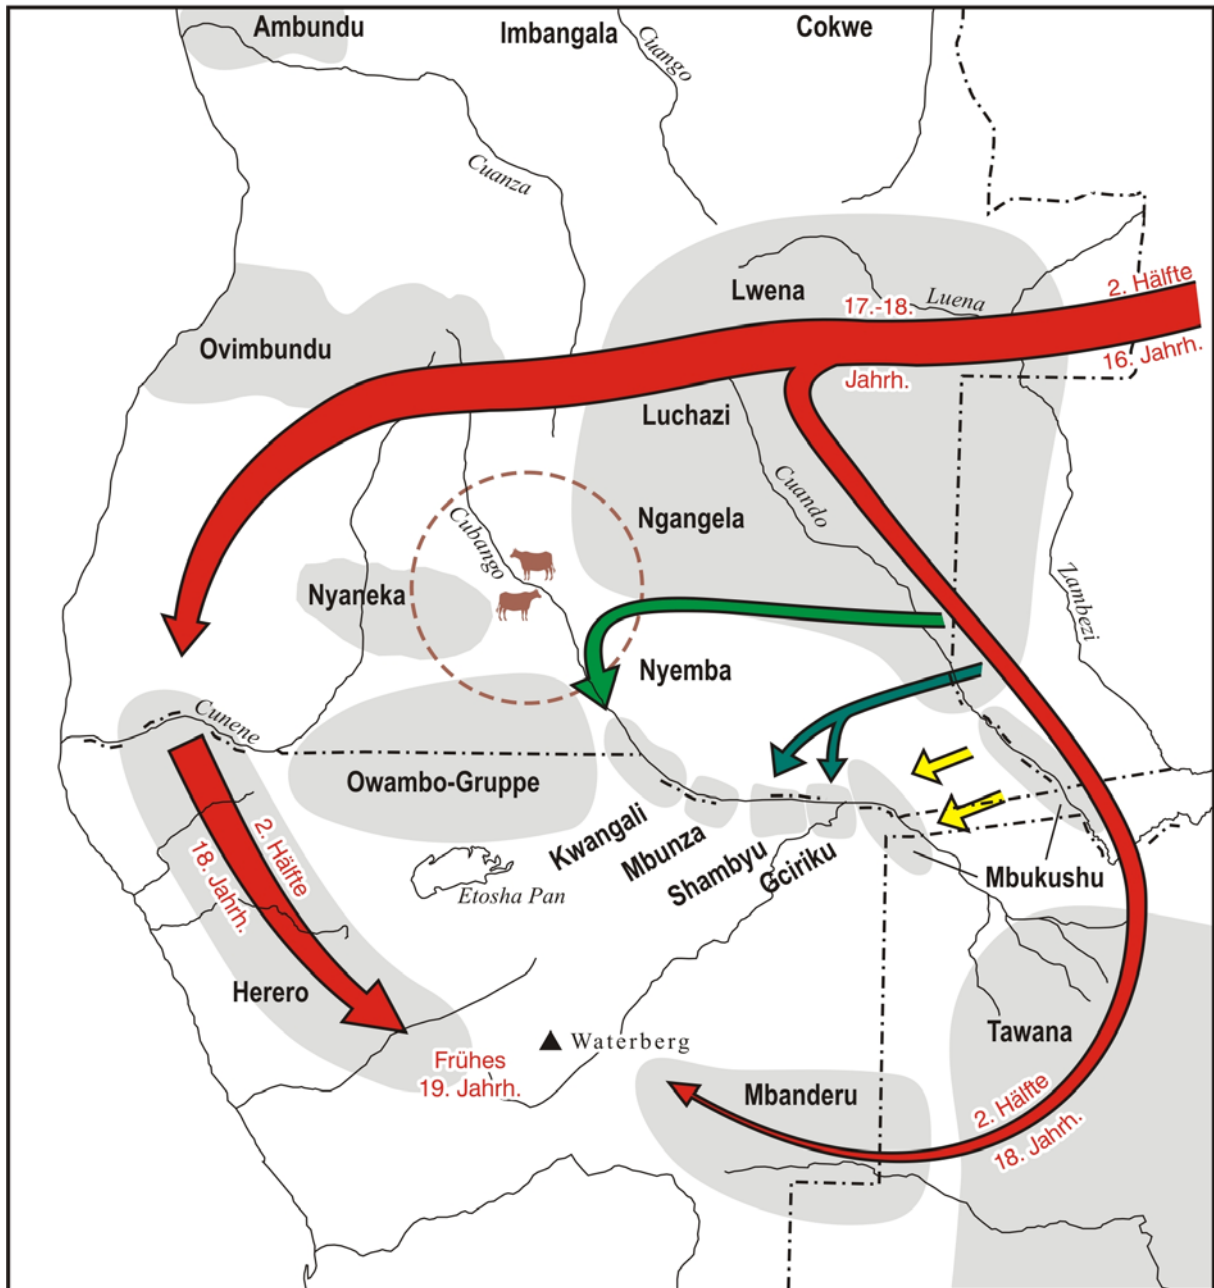 Ambundu
Imbangala
Cokwe
Cuango
Cuanza
Lwena
17.-18.
Jahrh.
Luena
2. Hälfte
16. Jahrh.
Ovimbundu
Luchazi
Cuando
Ngangela
Cubango
Zambezi
Nyaneka
Nyemba
Cunene
Owambo-Gruppe
Kwangali
Mbunza
Shambyu
Gciriku
Mbukushu
2. Hälfte
18. Jahrh.
Etosha Pan
Herero
Tawana
Waterberg
Frühes
19. Jahrh.
Mbanderu
2. Hälfte
18. Jahrh.